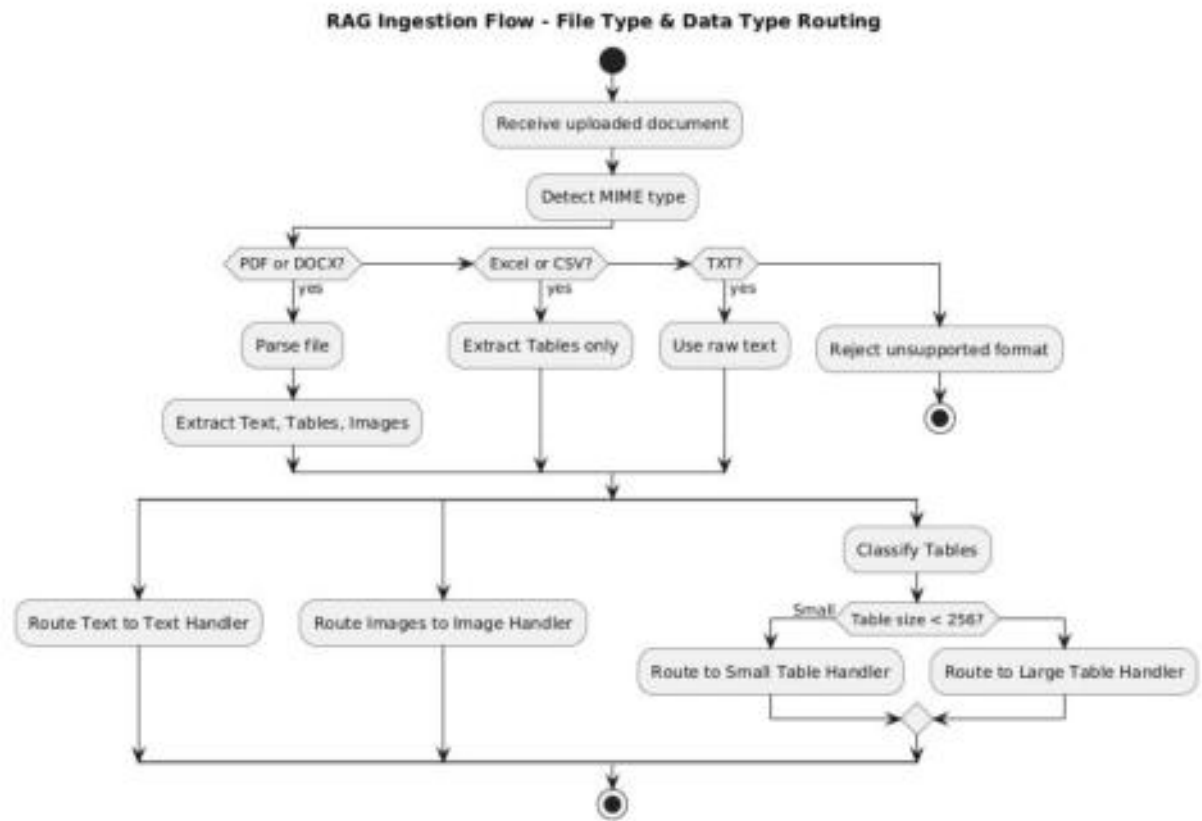 RAG Ingestion Flow - File Type & Data Type Routing
Receive uploaded document
Detect MIME type
PDF or DOCX?
Excel or CSV?
TXT?
yes
yes
yes
Parse file
Extract Tables only
Use raw text
Reject unsupported format
Extract Text, Tables, Images
Classify Tables
Route Text to Text Handler
Route Images to Image Handler
Small
Table size < 256?
Route to Small Table Handler
Route to Large Table Handler